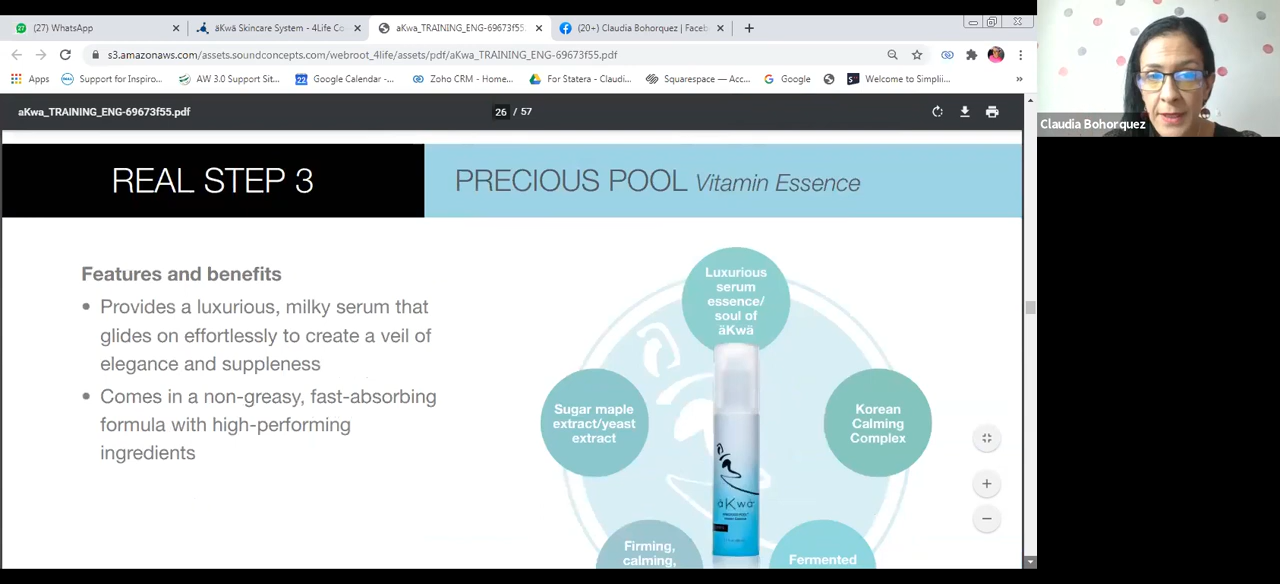 (27) WhatsApp
äKwä Skincare System - 4Life Co
aKwa_TRAINING_ENG-69673f55.
(20+) Claudia Bohorquez | Faceb
s3.amazonaws.com/assets.soundconcepts.com/webroot_4life/assets/pdf/aKwa_TRAINING_ENG-69673f55.pdf
Apps
Support for Inspiro...
AW 3.0 Support Sit...
Google Calendar -...
Zoho CRM - Home...
For Statera - Claudi...
Squarespace — Acc...
Google
Welcome to Simplii...
»
aKwa_TRAINING_ENG-69673f55.pdf
26 / 57
Claudia Bohorquez
REAL STEP 3
PRECIOUS POOL Vitamin Essence
Features and benefits
• Provides a luxurious, milky serum that
glides on effortlessly to create a veil of
elegance and suppleness
• Comes in a non-greasy, fast-absorbing
formula with high-performing
ingredients
Luxurious
serum
essence/
soul of
äKwä
Sugar maple
extract/yeast
extract
Korean
Calming
Complex
äKwä
PRECIOUS POOL
Firming,
calming,
Fermented